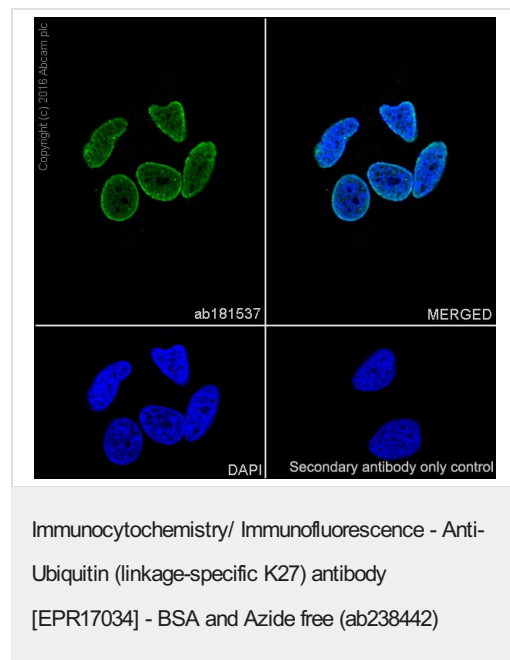 Copyright (c) 2016 Abcam plc
ab181537
MERGED
DAPI
Secondary antibody only control
Immunocytochemistry/ Immunofluorescence - Anti-
Ubiquitin (linkage-specific K27) antibody
[EPR17034] - BSA and Azide free (ab238442)